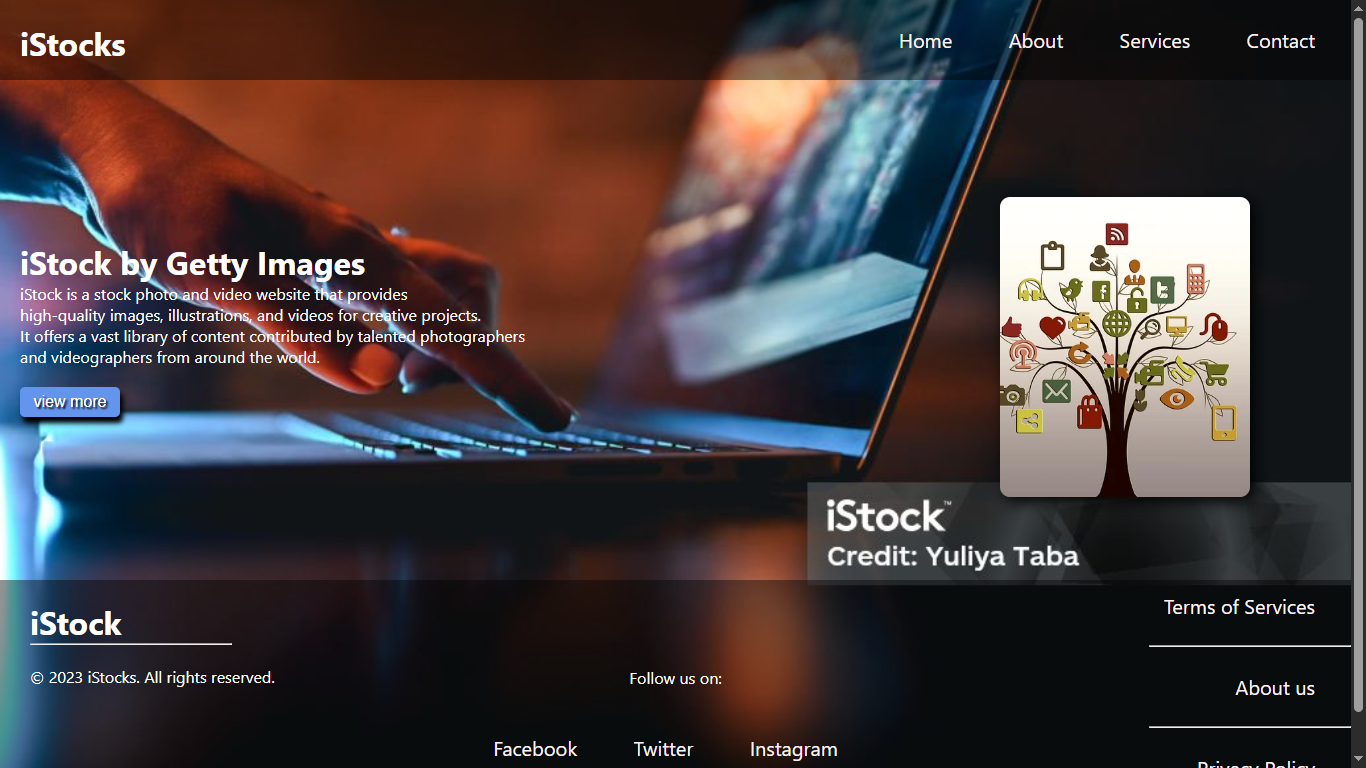 iStocks
Home About Services Contact
iStock by Getty Images
iStock is a stock photo and video website that provides
high-quality images, illustrations, and videos for creative projects.
It offers a vast library of content contributed by talented photographers
and videographers from around the world.
view more
iStock™
Credit: Yuliya Taba
iStock
© 2023 iStocks. All rights reserved.
Follow us on:
Facebook Twitter Instagram
Terms of Services
About us
Privacy Policy